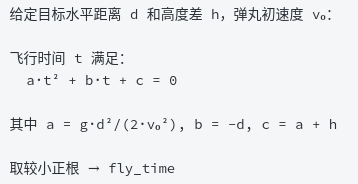 给定目标水平距离 d 和高度差 h，弹丸初速度 v₀：
飞行时间 t 满足：
a·t² + b·t + c = 0
其中 a = g·d²/(2·v₀²), b = -d, c = a + h
取较小正根 → fly_time